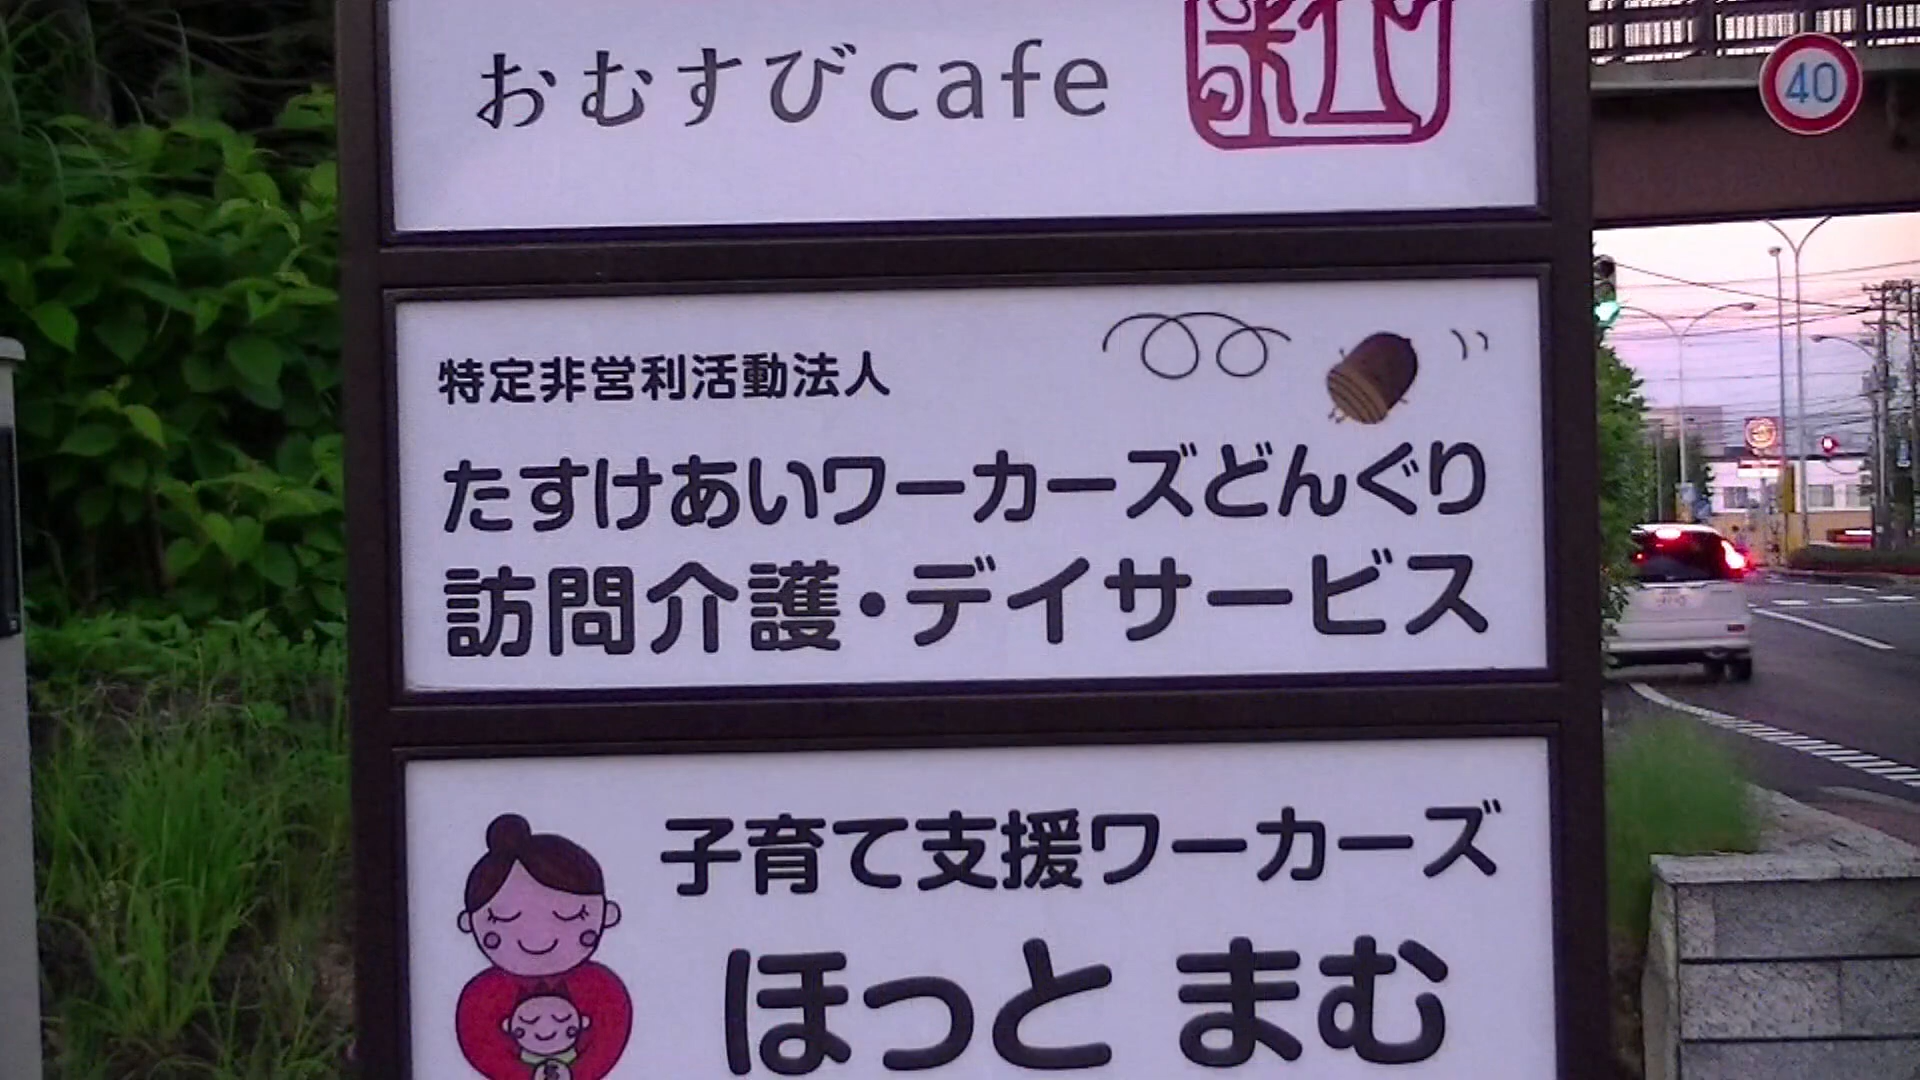 おむすびcafe
特定非営利活動法人
たすけあいワーカーズどんぐり
訪問介護・デイサービス
子育て支援ワーカーズ
ほっと まむ
40